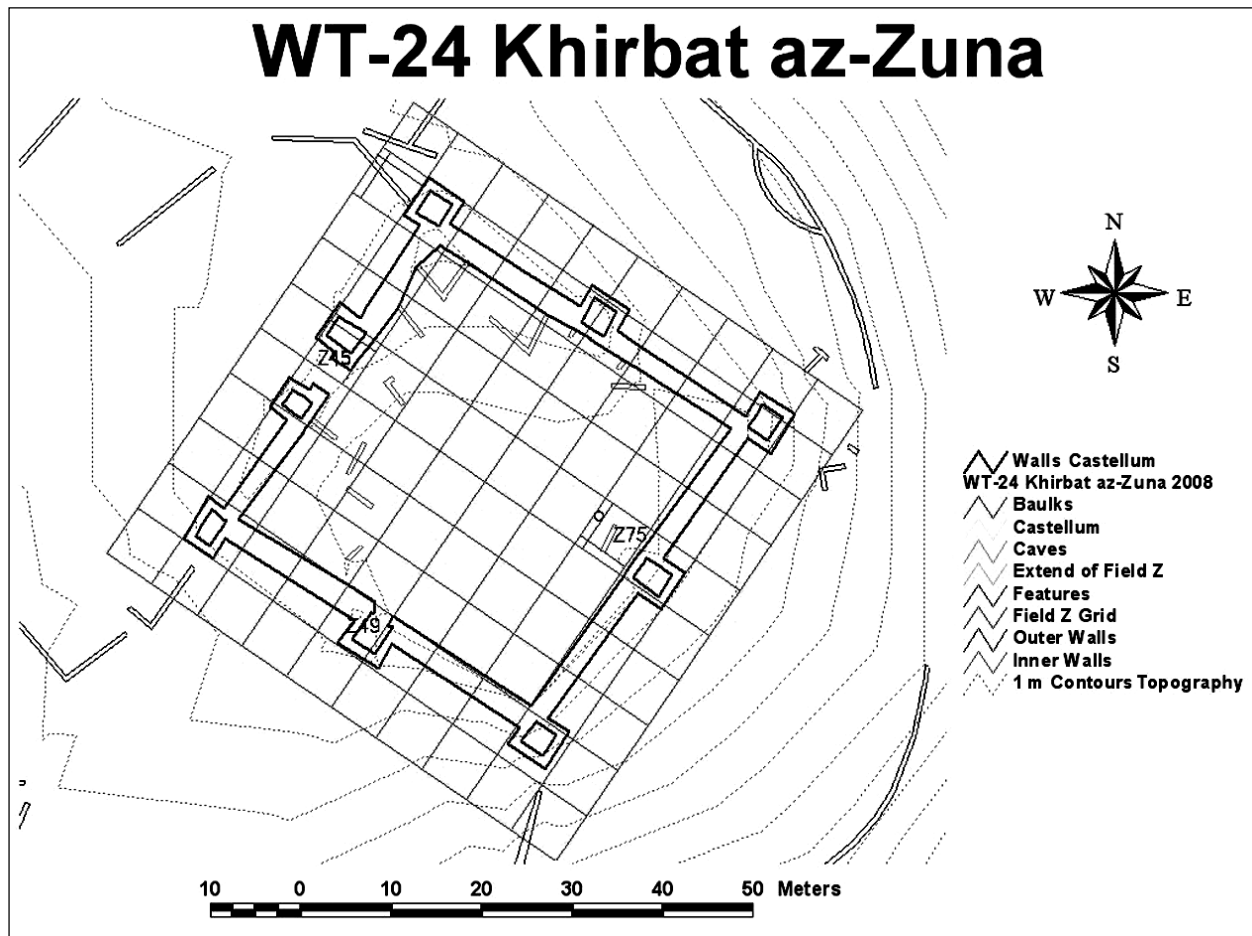 WT-24 Khirbat az-Zuna
N
W E
S
Z45
Z75
Z49
Walls Castellum
WT-24 Khirbat az-Zuna 2008
Baulks
Castellum
Caves
Extend of Field Z
Features
Field Z Grid
Outer Walls
Inner Walls
1 m Contours Topography
10 0 10 20 30 40 50 Meters